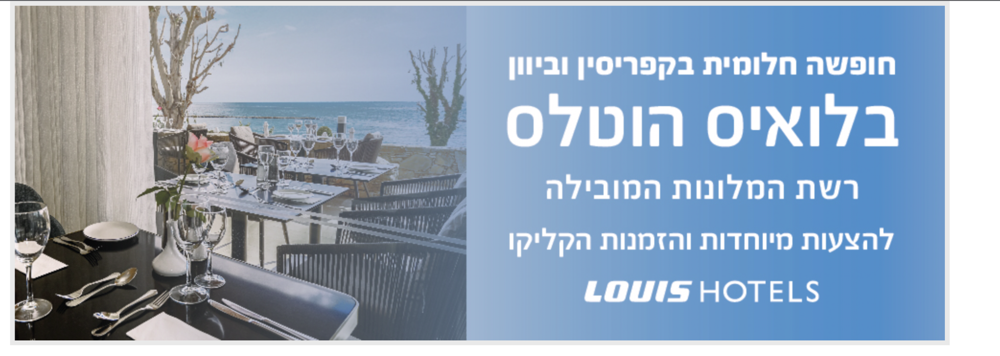 חופשה חלומית בקפריסין וביוון
בלואיס הוטלס
רשת המלונות המובילה
להצעות מיוחדות והזמנות הקליקו
LOUIS HOTELS